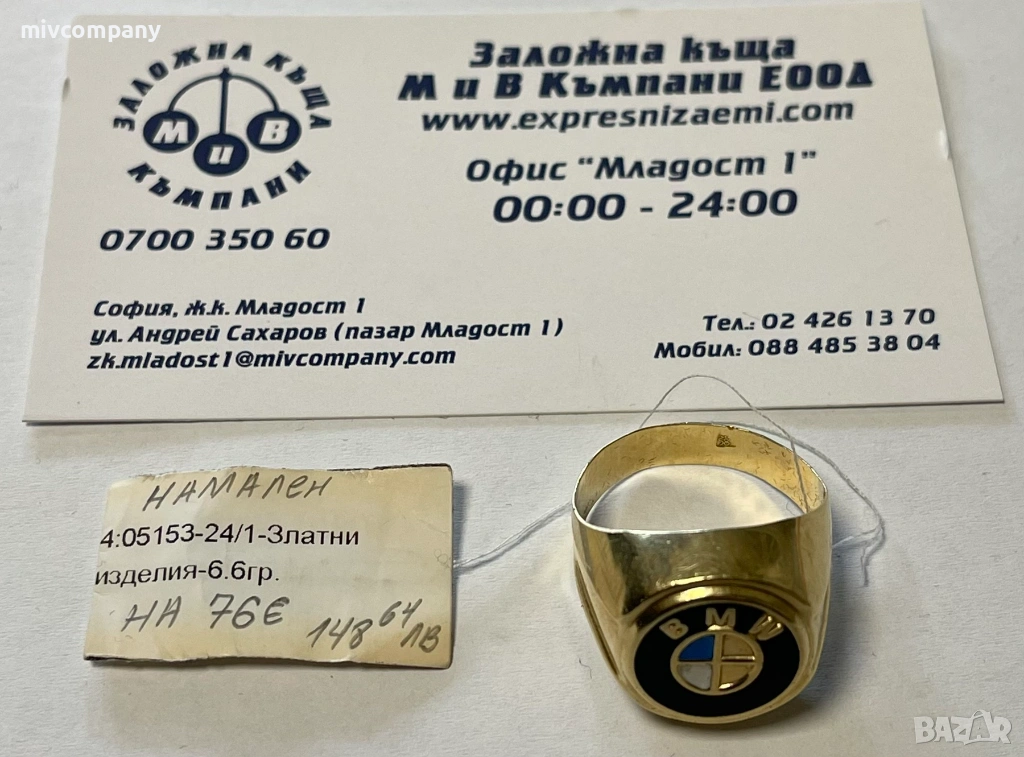 mivcompany
ЗАЛОЖНА КЪЩА
М и В
КЪМПАНИ
0700 350 60
Заложна къща
М и В Къмпани ЕООД
www.expresnizaemi.com
Офис "Младост 1"
00:00 - 24:00
София, ж.к. Младост 1
ул. Андрей Сахаров (пазар Младост 1)
zk.mladost1@mivcompany.com
Тел.: 02 426 13 70
Мобил: 088 485 38 04
НАМАЛЕН
4:05153-24/1-Златни
изделия-6.6гр.
НА 76€
148 64 ЛВ
BMW
BAZAR